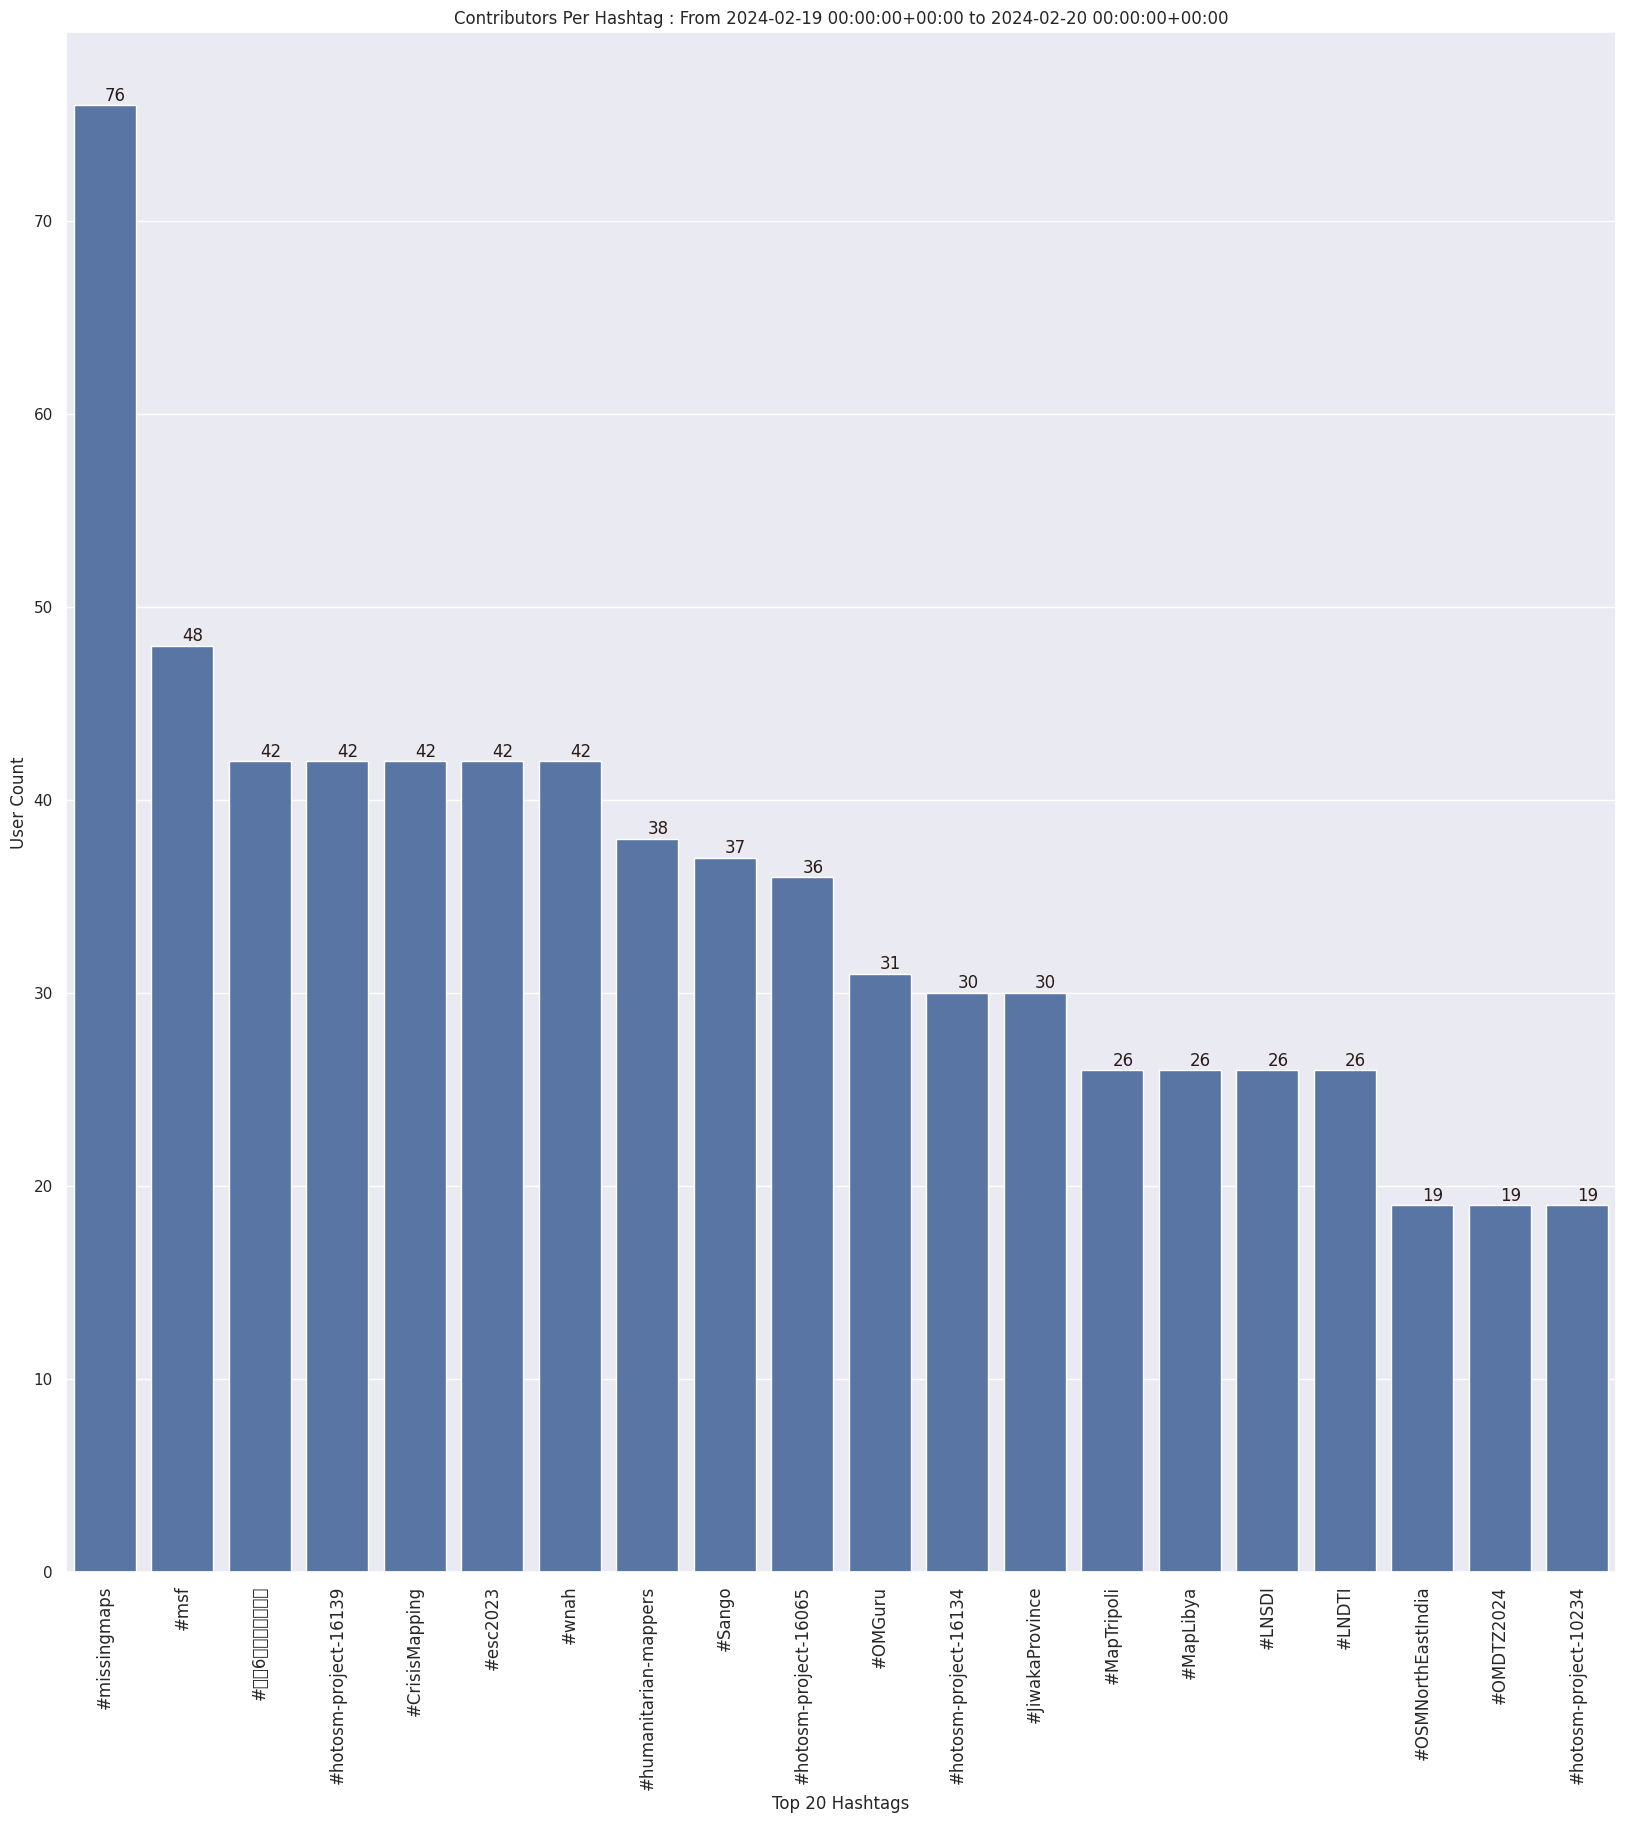 Contributors Per Hashtag : From 2024-02-19 00:00:00+00:00 to 2024-02-20 00:00:00+00:00
User Count
70
60
50
40
30
20
10
0
76
48
42
42
42
42
42
38
37
36
31
30
30
26
26
26
26
19
19
19
#missingmaps
#msf
#hotosm-project-16139
#CrisisMapping
#esc2023
#wnah
#humanitarian-mappers
#Sango
#hotosm-project-16065
#OMGuru
#hotosm-project-16134
#JiwakaProvince
#MapTripoli
#MapLibya
#LNSDI
#LNDTI
#OSMNorthEastIndia
#OMDTZ2024
#hotosm-project-10234
Top 20 Hashtags